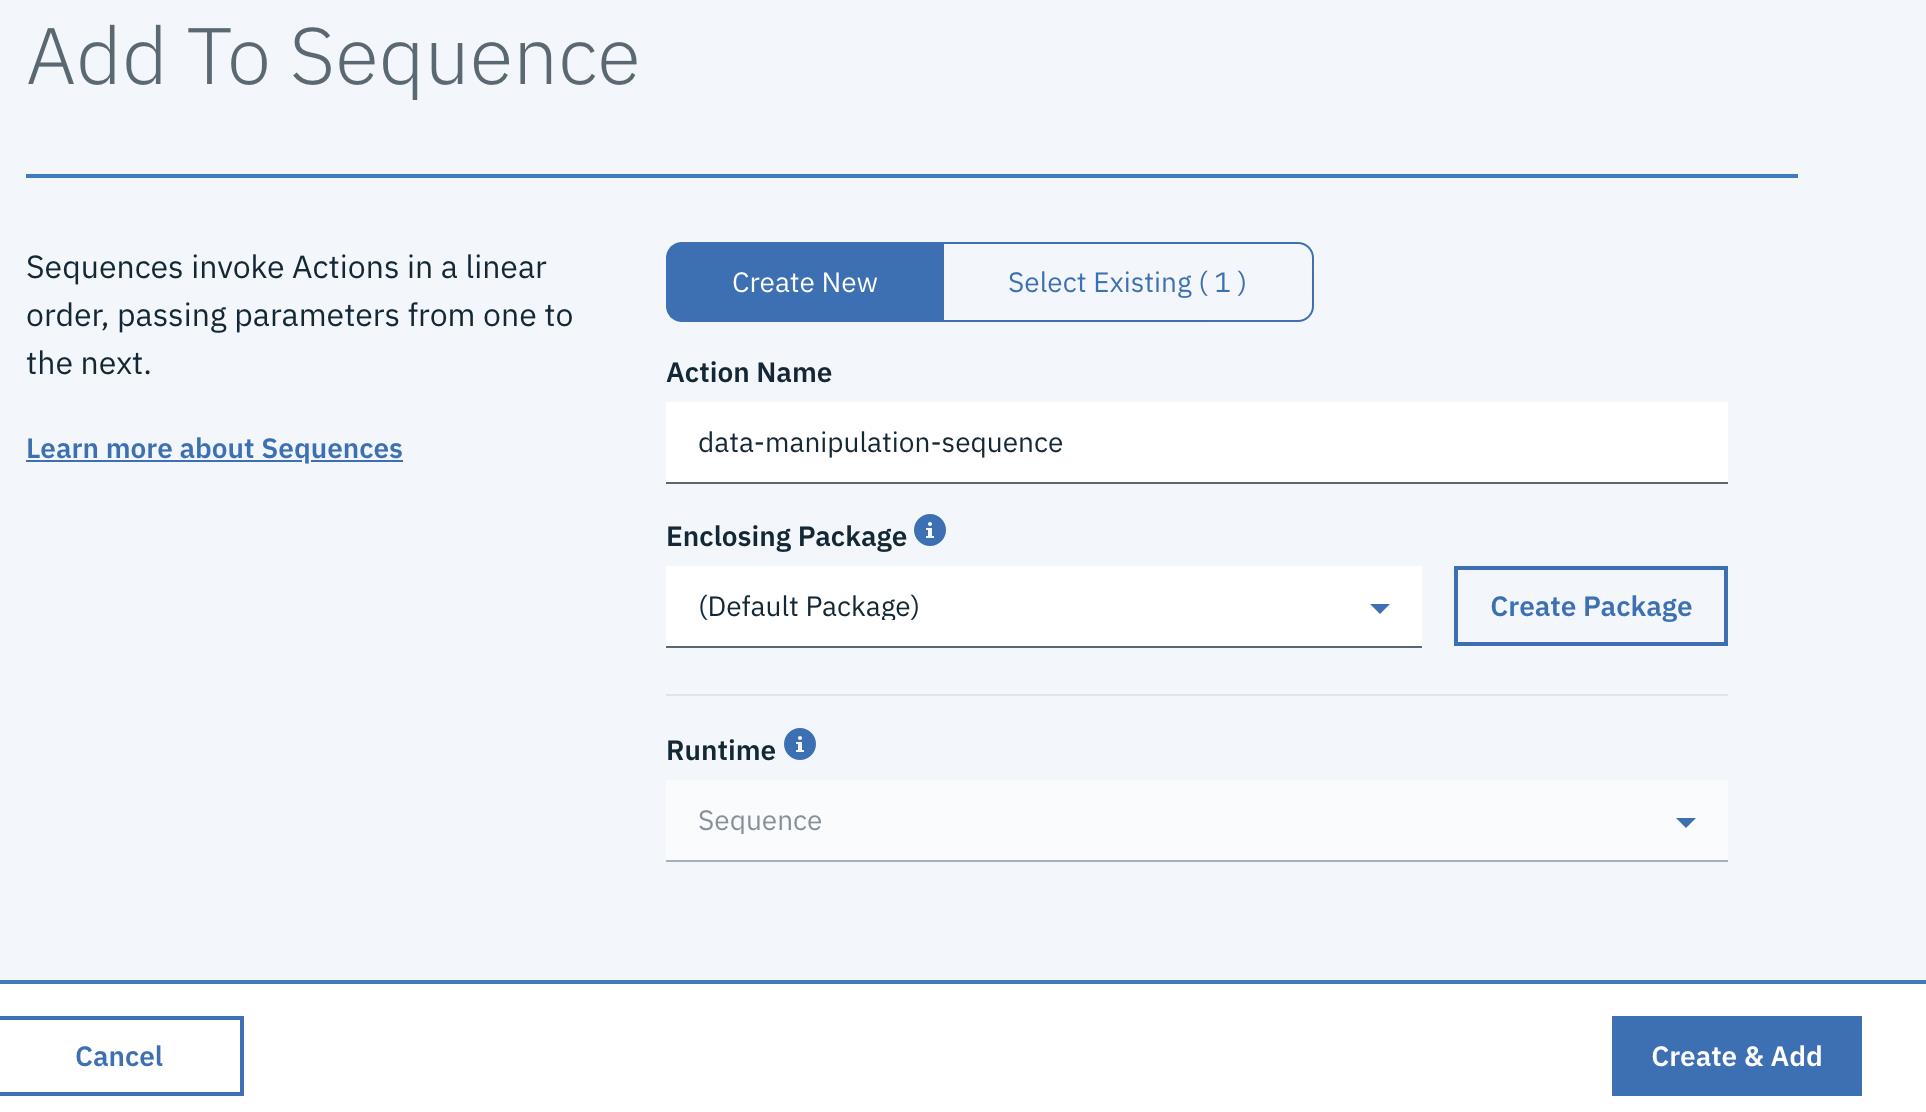 Add To Sequence
Sequences invoke Actions in a linear
order, passing parameters from one to
the next.
Learn more about Sequences
Create New
Select Existing ( 1 )
Action Name
data-manipulation-sequence
Enclosing Package
(Default Package)
Create Package
Runtime
Sequence
Cancel
Create & Add